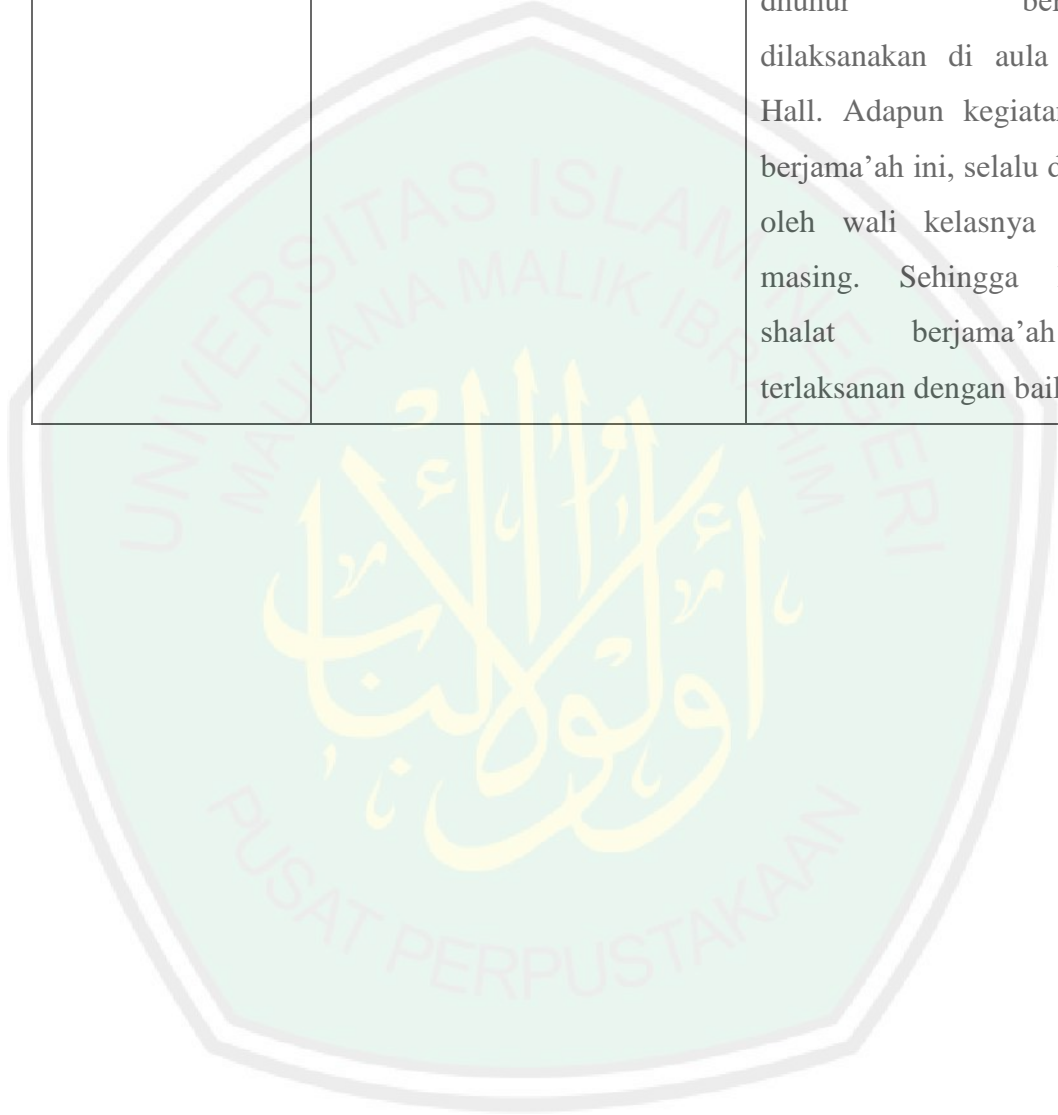 dilaksanakan di aula
Hall. Adapun
berjama’ah ini, selalu
oleh wali kelasnya
masing. Sehingga
shalat berjama’ah
terlaksanan dengan
UNIVERSITAS ISLAM NEGERI
MAULANA MALIK IBRAHIM
أولو الألباب
PUSAT PERPUSTAKAAN